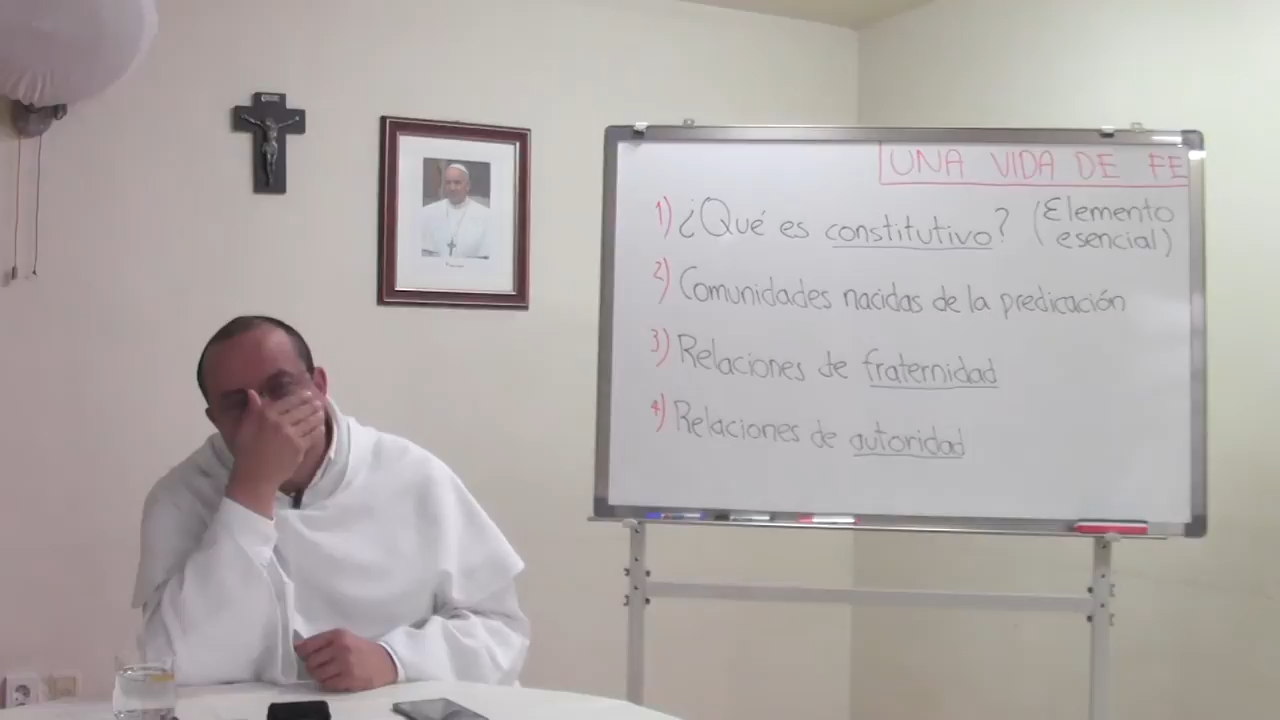 UNA VIDA DE FE
1) ¿Qué es constitutivo? (Elemento
esencial)
2) Comunidades nacidas de la predicación
3) Relaciones de fraternidad
4) Relaciones de autoridad